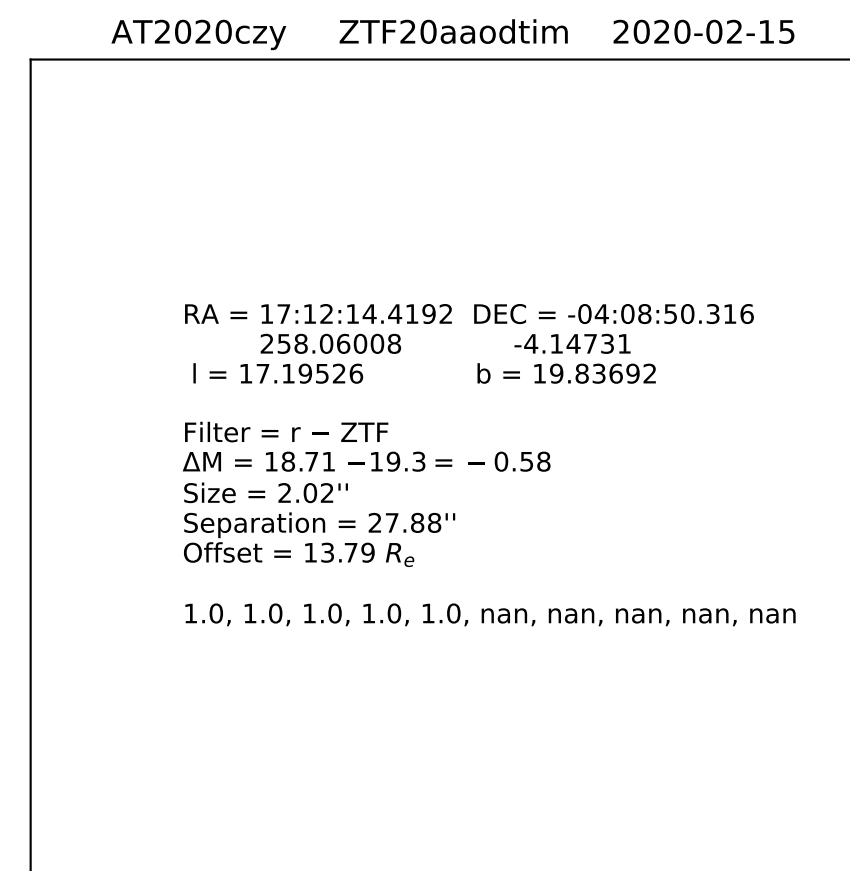 AT2020czy ZTF20aaodtim 2020-02-15
RA = 17:12:14.4192 DEC = -04:08:50.316
258.06008 -4.14731
l = 17.19526 b = 19.83692
Filter = r − ZTF
ΔM = 18.71 −19.3 = − 0.58
Size = 2.02''
Separation = 27.88''
Offset = 13.79 Re
1.0, 1.0, 1.0, 1.0, 1.0, nan, nan, nan, nan, nan